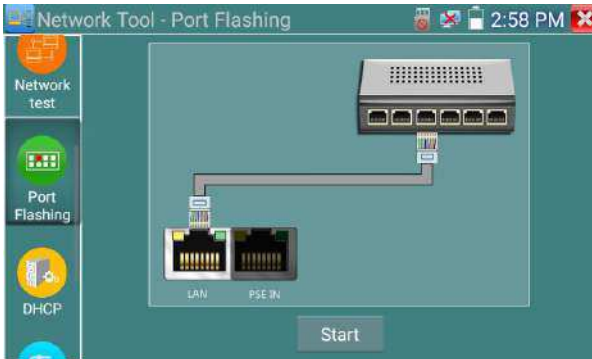 Network Tool - Port Flashing
2:58 PM
Network
test
Port
Flashing
DHCP
LAN
PSE IN
Start